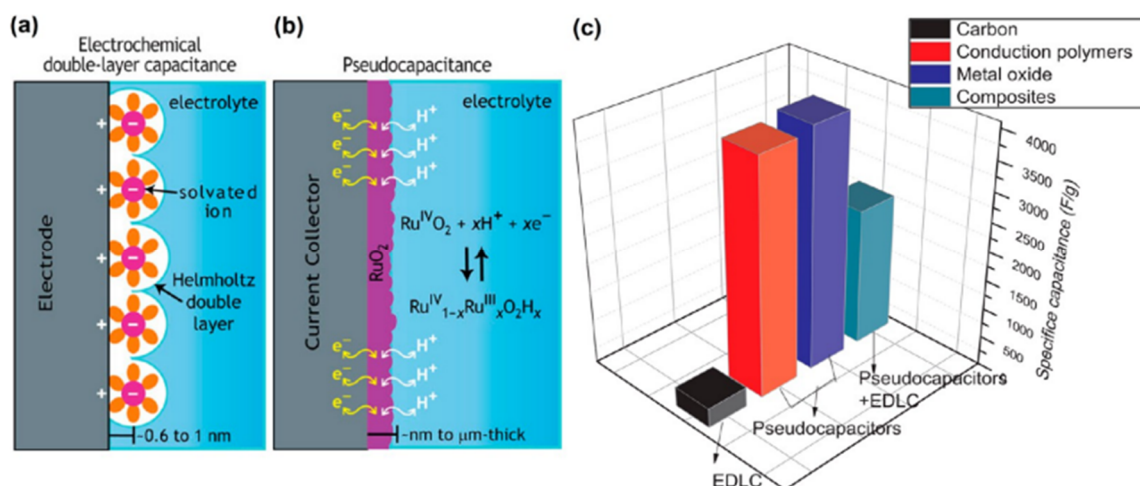 (a)
Electrochemical
double-layer capacitance
electrolyte
+
−
+
−
solvated
ion
+
−
Helmholtz
double
layer
+
−
+
−
Electrode
~0.6 to 1 nm
(b)
Pseudocapacitance
electrolyte
e⁻ H⁺
e⁻ H⁺
e⁻ H⁺
RuᴵⱽO₂ + xH⁺ + xe⁻
Ruᴵⱽ₁₋ₓRuᴵᴵᴵₓO₂Hₓ
RuO₂
Current Collector
e⁻ H⁺
e⁻ H⁺
e⁻ H⁺
~nm to μm-thick
(c)
Carbon
Conduction polymers
Metal oxide
Composites
4000
3500
3000
2500
2000
1500
1000
500
Specifice capacitance (F/g)
Pseudocapacitors
+EDLC
Pseudocapacitors
EDLC